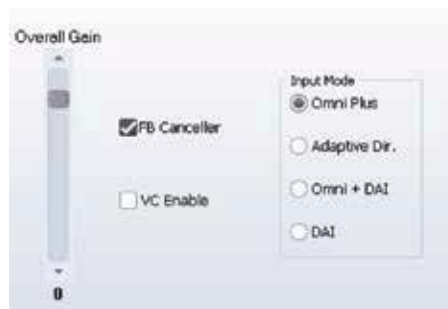 Overall Gain
Input Mode
Omni Plus
FB Canceller
Adaptive Dir.
Omni + DAI
VC Enable
DAI
0